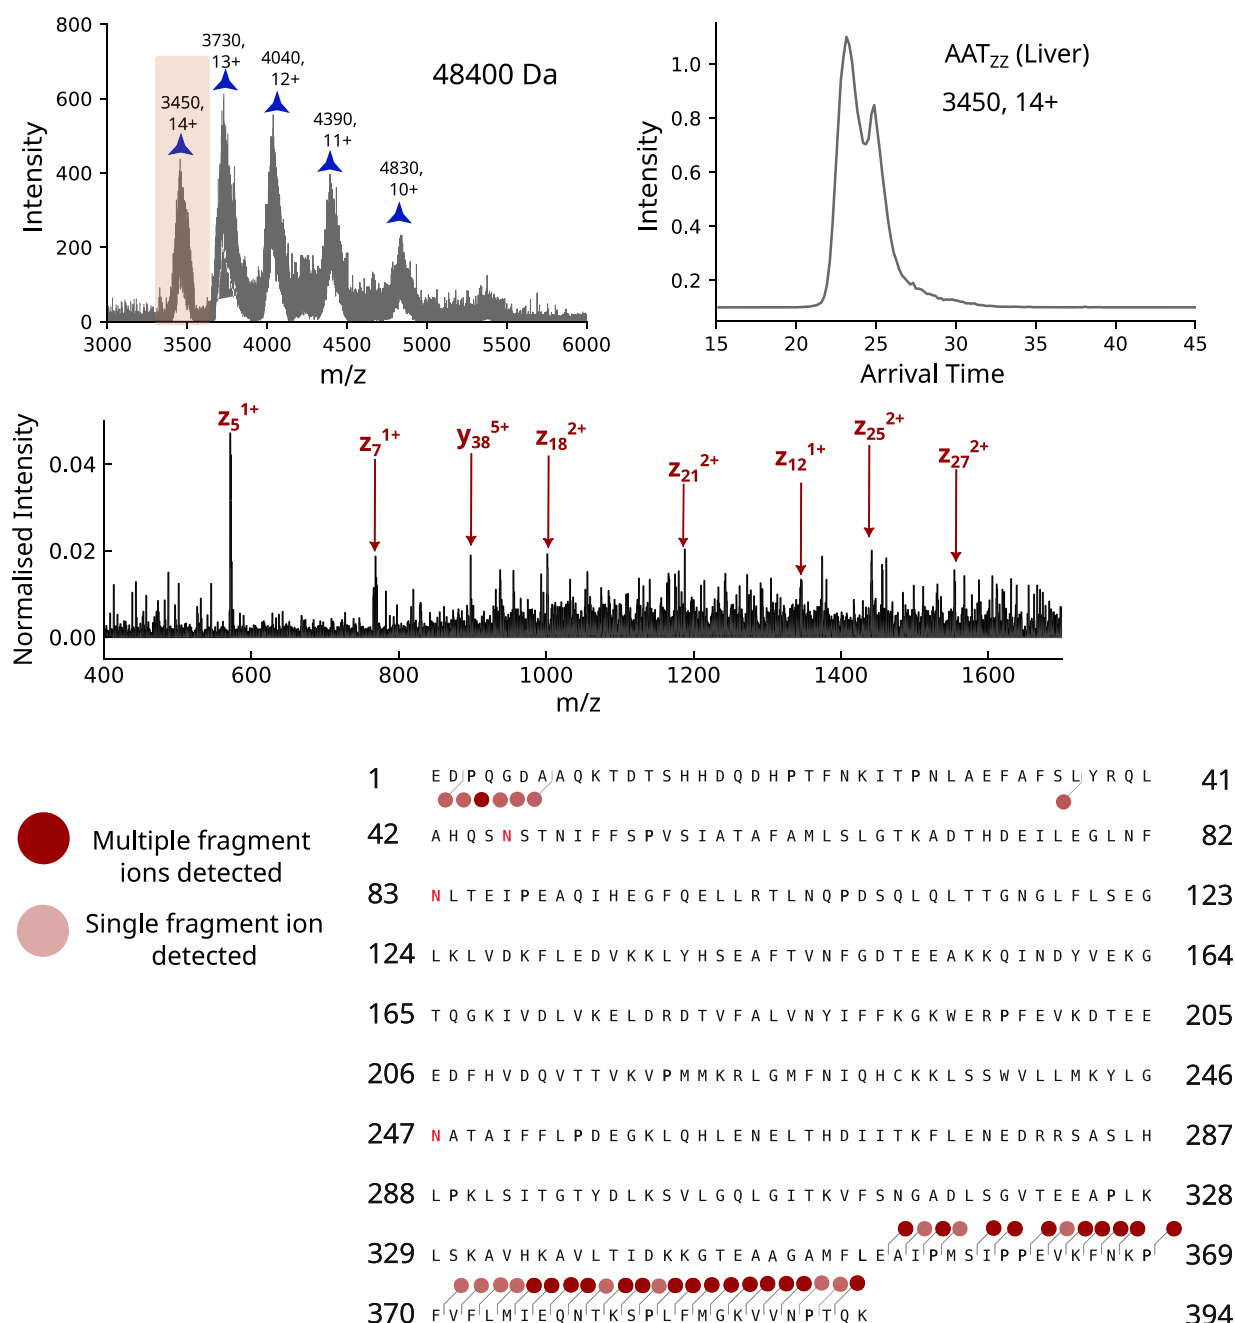 800
600
400
200
0
Intensity
3450,
14+
3730,
13+
4040,
12+
4390,
11+
4830,
10+
48400 Da
3000 3500 4000 4500 5000 5500 6000
m/z
1.0
0.8
0.6
0.4
0.2
Intensity
AATZZ (Liver)
3450, 14+
15 20 25 30 35 40 45
Arrival Time
Normalised Intensity
0.04
0.02
0.00
z5 1+
z7 1+
y38 5+
z18 2+
z21 2+
z12 1+
z25 2+
z27 2+
400 600 800 1000 1200 1400 1600
m/z
Multiple fragment
ions detected
Single fragment ion
detected
1 E D P Q G D A A Q K T D T S H H D Q D H P T F N K I T P N L A E F A F S L Y R Q L 41
42 A H Q S N S T N I F F S P V S I A T A F A M L S L G T K A D T H D E I L E G L N F 82
83 N L T E I P E A Q I H E G F Q E L L R T L N Q P D S Q L Q L T T G N G L F L S E G 123
124 L K L V D K F L E D V K K L Y H S E A F T V N F G D T E E A K K Q I N D Y V E K G 164
165 T Q G K I V D L V K E L D R D T V F A L V N Y I F F K G K W E R P F E V K D T E E 205
206 E D F H V D Q V T T V K V P M M K R L G M F N I Q H C K K L S S W V L L M K Y L G 246
247 N A T A I F F L P D E G K L Q H L E N E L T H D I I T K F L E N E D R R S A S L H 287
288 L P K L S I T G T Y D L K S V L G Q L G I T K V F S N G A D L S G V T E E A P L K 328
329 L S K A V H K A V L T I D K K G T E A A G A M F L E A I P M S I P P E V K F N K P 369
370 F V F L M I E Q N T K S P L F M G K V V N P T Q K 394